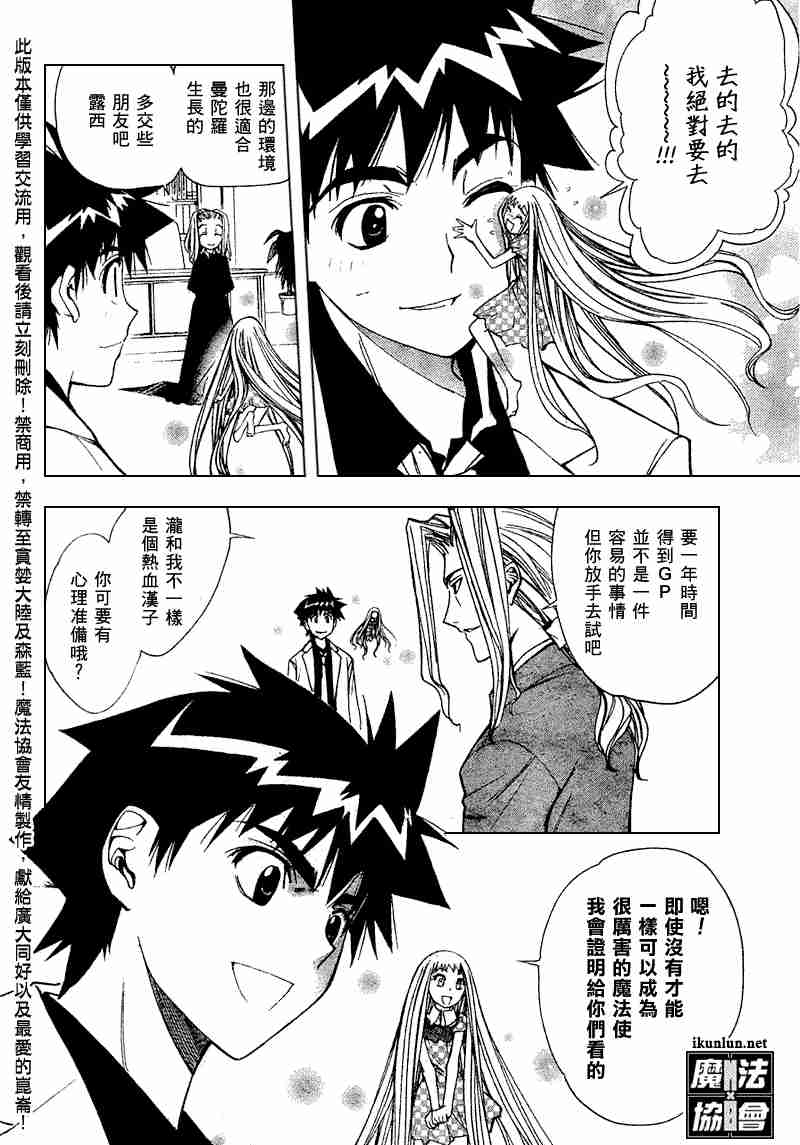 去的去的
我絕對要去
~~~~~~~~!!!
那邊的環境
也很適合
曼陀羅
生長的
多交些
朋友吧
露西
要一年時間
得到GP
並不是一件
容易的事情
但你放手去試吧
瀧和我不一樣
是個熱血漢子
你可要有
心理准備哦?
嗯!
即使沒有才能
一樣可以成為
很厲害的魔法使
我會證明給你們看的
此版本僅供學習交流用，觀看後請立刻刪除！禁商用，禁轉至貪婪大陸及森藍！魔法協會友情製作，獻給廣大同好以及最愛的崑崙！
ikunlun.net
魔法
協會